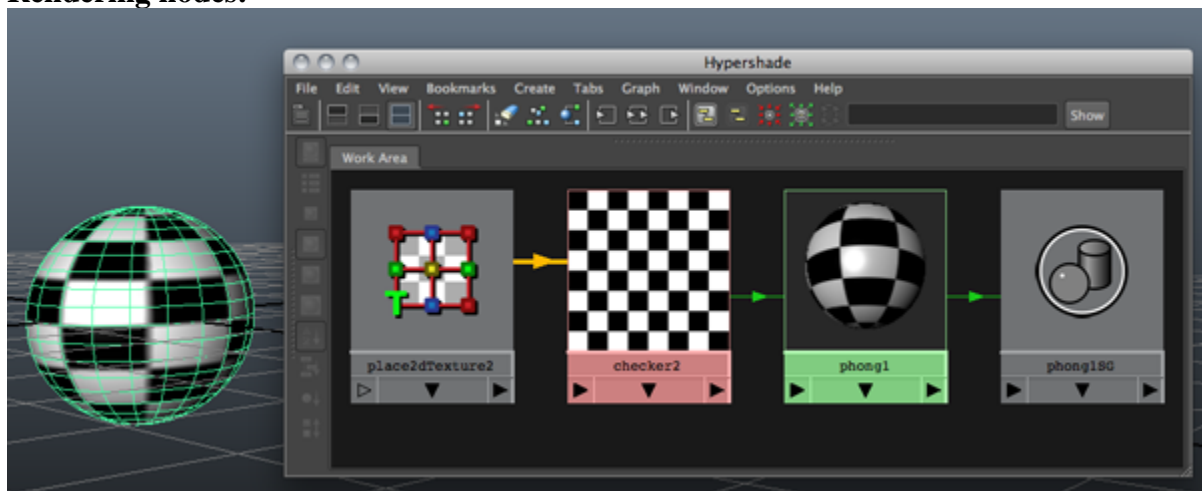 Rendering nodes:
Hypershade
File Edit View Bookmarks Create Tabs Graph Window Options Help
Show
Work Area
place2dTexture2 checker2 phong1 phong1SG